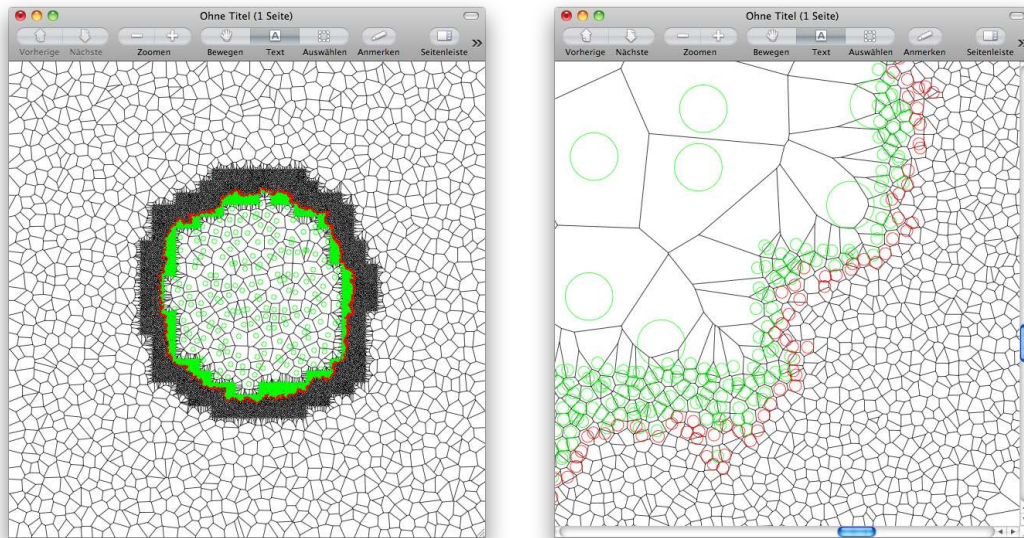 Ohne Titel (1 Seite)
Vorherige Nächste Zoomen Bewegen Text Auswählen Anmerken Seitenleiste »
A
Ohne Titel (1 Seite)
Vorherige Nächste Zoomen Bewegen Text Auswählen Anmerken Seitenleiste »
A